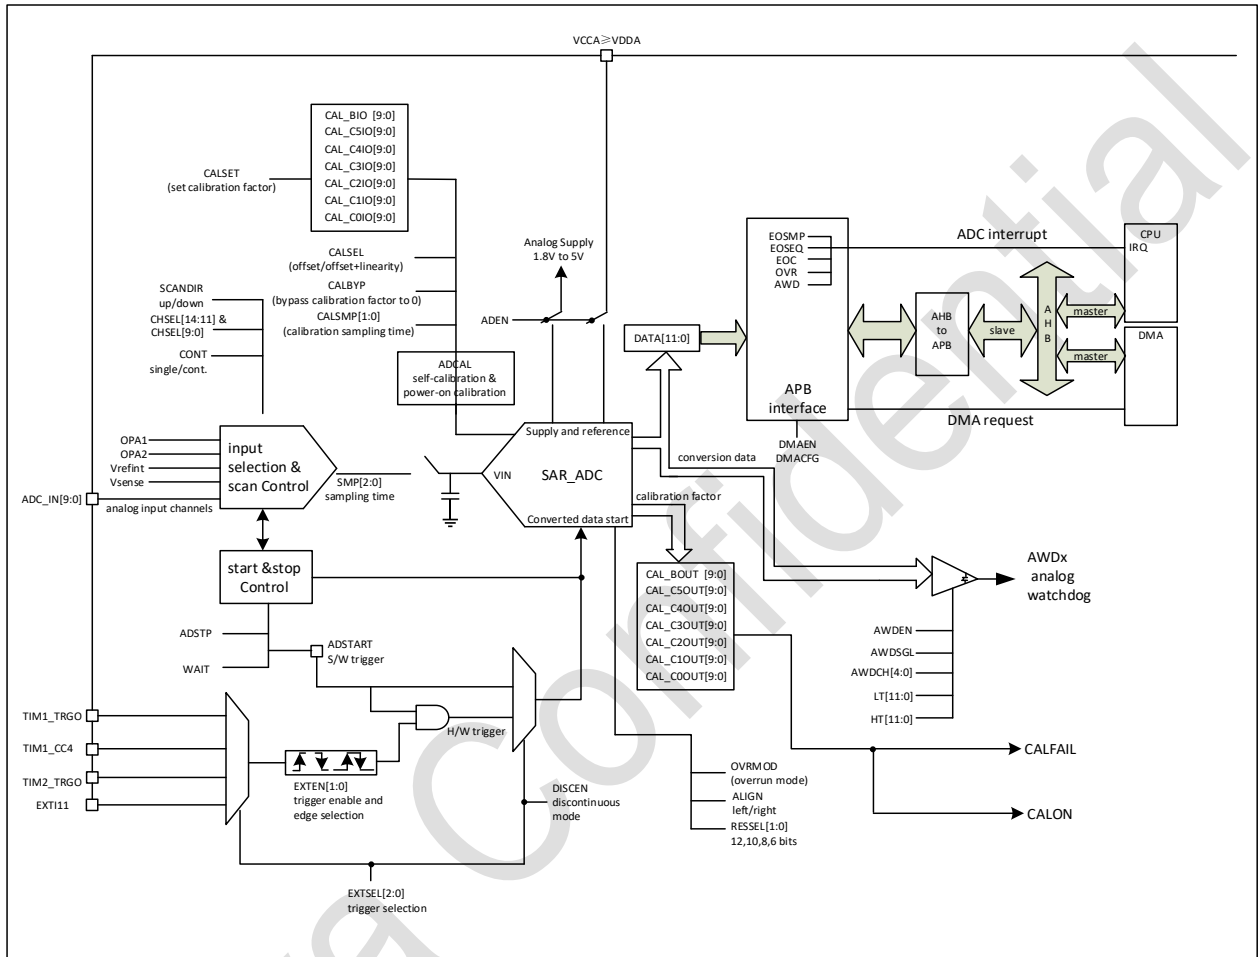 VCCA≥VDDA
CAL_BIO [9:0]
CAL_C5IO[9:0]
CAL_C4IO[9:0]
CAL_C3IO[9:0]
CAL_C2IO[9:0]
CAL_C1IO[9:0]
CAL_C0IO[9:0]
CALSET
(set calibration factor)
CALSEL
(offset/offset+linearity)
CALBYP
(bypass calibration factor to 0)
CALSMP[1:0]
(calibration sampling time)
Analog Supply
1.8V to 5V
ADEN
SCANDIR
up/down
CHSEL[14:11] &
CHSEL[9:0]
CONT
single/cont.
ADCAL
self-calibration &
power-on calibration
DATA[11:0]
EOSMP
EOSEQ
EOC
OVR
AWD
APB
interface
ADC interrupt
CPU
IRQ
AHB
to
APB
slave
A
H
B
master
master
DMA
DMA request
DMAEN
DMACFG
OPA1
OPA2
Vrefint
Vsense
ADC_IN[9:0]
analog input channels
input
selection &
scan Control
SMP[2:0]
sampling time
Supply and reference
VIN
SAR_ADC
Converted data start
conversion data
calibration factor
start &stop
Control
ADSTP
WAIT
ADSTART
S/W trigger
CAL_BOUT [9:0]
CAL_C5OUT[9:0]
CAL_C4OUT[9:0]
CAL_C3OUT[9:0]
CAL_C2OUT[9:0]
CAL_C1OUT[9:0]
CAL_C0OUT[9:0]
AWDx
analog
watchdog
AWDEN
AWDSGL
AWDCH[4:0]
LT[11:0]
HT[11:0]
TIM1_TRGO
TIM1_CC4
TIM2_TRGO
EXTI11
H/W trigger
EXTEN[1:0]
trigger enable and
edge selection
DISCEN
discontinuous
mode
EXTSEL[2:0]
trigger selection
OVRMOD
(overrun mode)
ALIGN
left/right
RESSEL[1:0]
12,10,8,6 bits
CALFAIL
CALON
Confidential